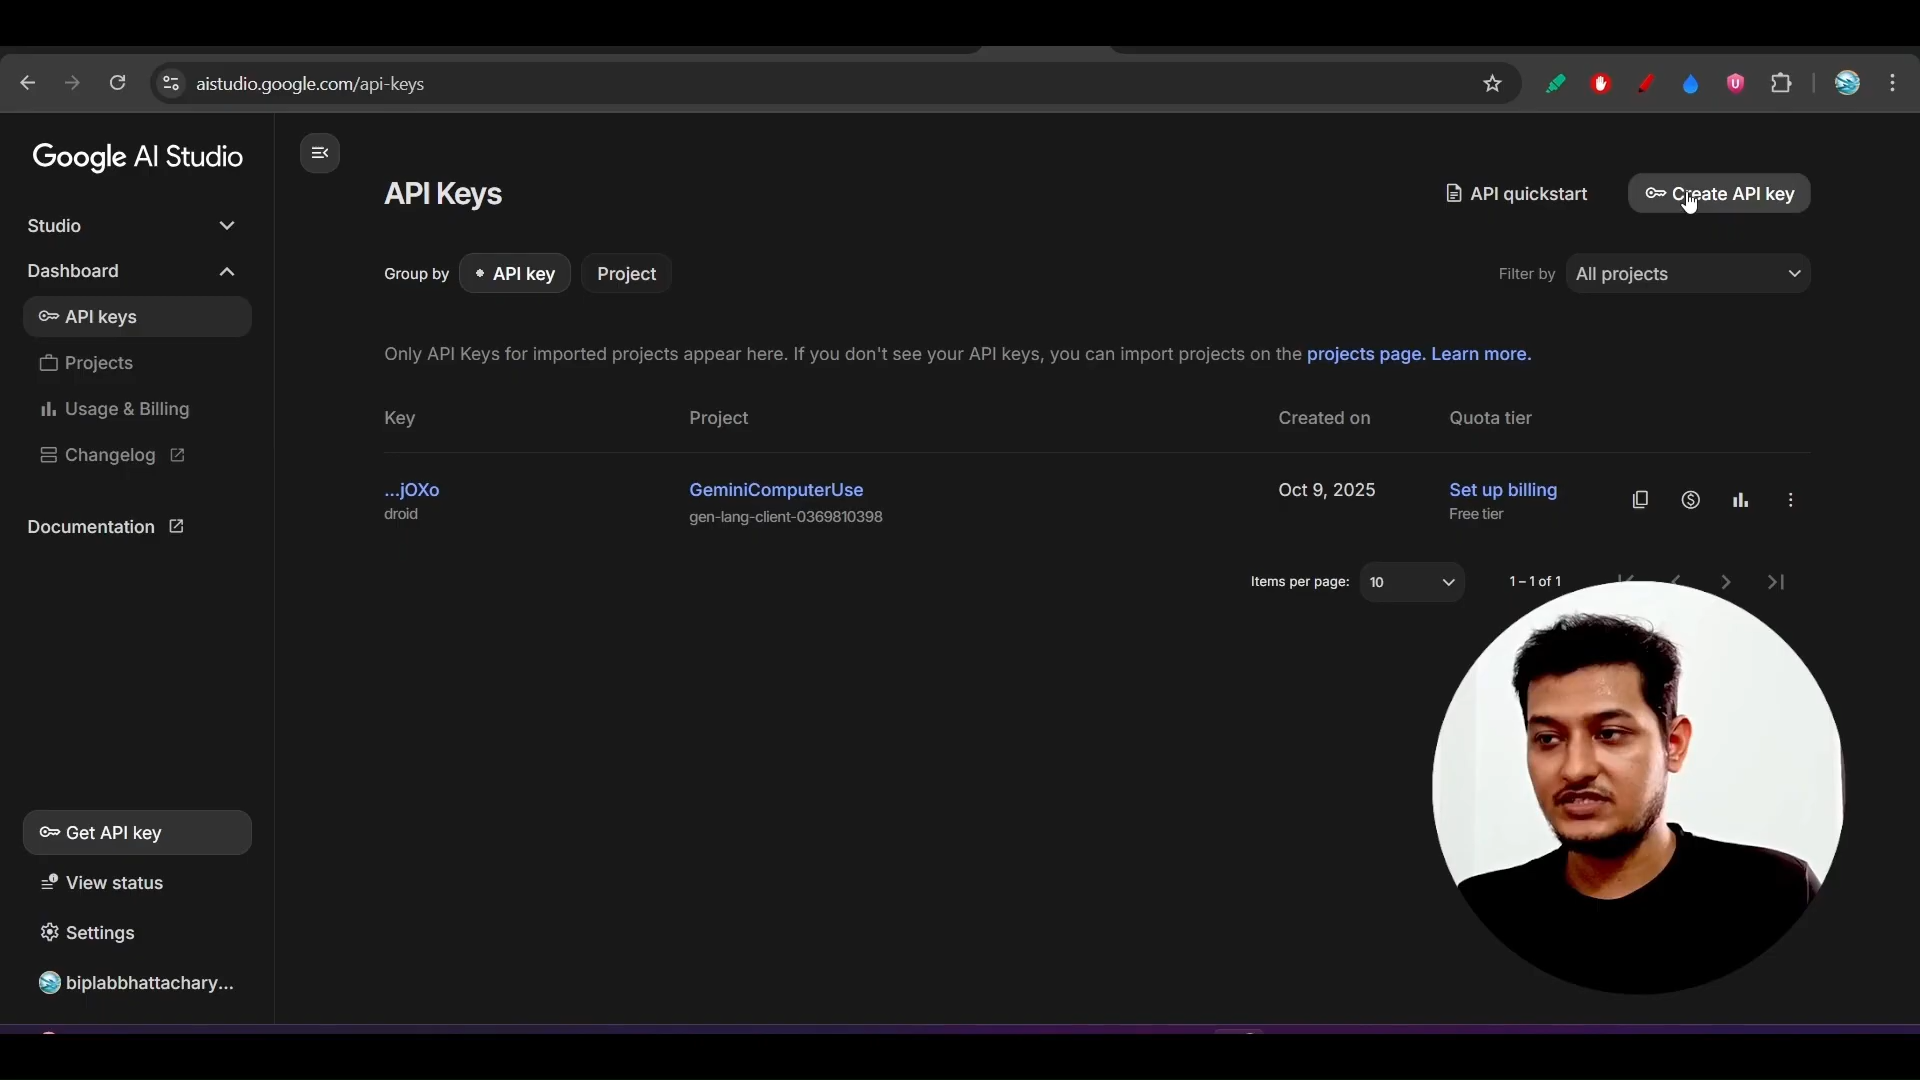 aistudio.google.com/api-keys
Google AI Studio
Studio
Dashboard
API keys
Projects
Usage & Billing
Changelog
Documentation
Get API key
View status
Settings
biplabbhattachary...
API Keys
API quickstart
Create API key
Group by
API key
Project
Filter by
All projects
Only API Keys for imported projects appear here. If you don't see your API keys, you can import projects on the projects page. Learn more.
Key Project Created on Quota tier
...jOXo GeminiComputerUse Oct 9, 2025 Set up billing
droid gen-lang-client-0369810398 Free tier
Items per page: 10 1 – 1 of 1